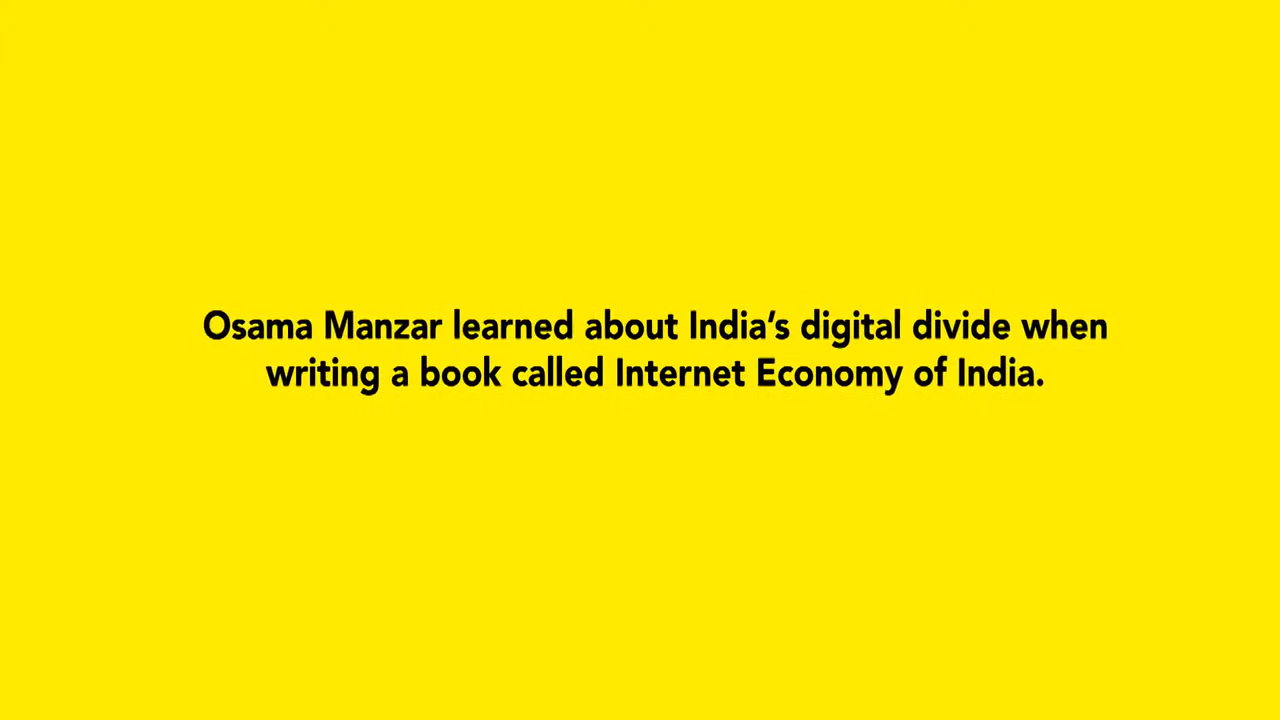 Osama Manzar learned about India’s digital divide when
writing a book called Internet Economy of India.